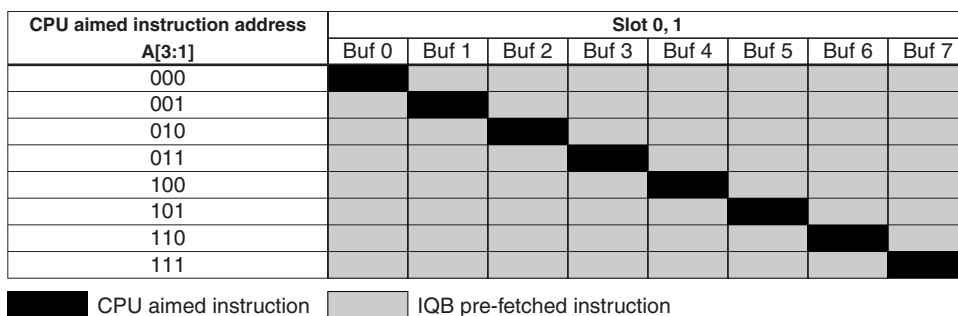 CPU aimed instruction address Slot 0, 1
A[3:1] Buf 0 Buf 1 Buf 2 Buf 3 Buf 4 Buf 5 Buf 6 Buf 7
000
001
010
011
100
101
110
111
CPU aimed instruction IQB pre-fetched instruction